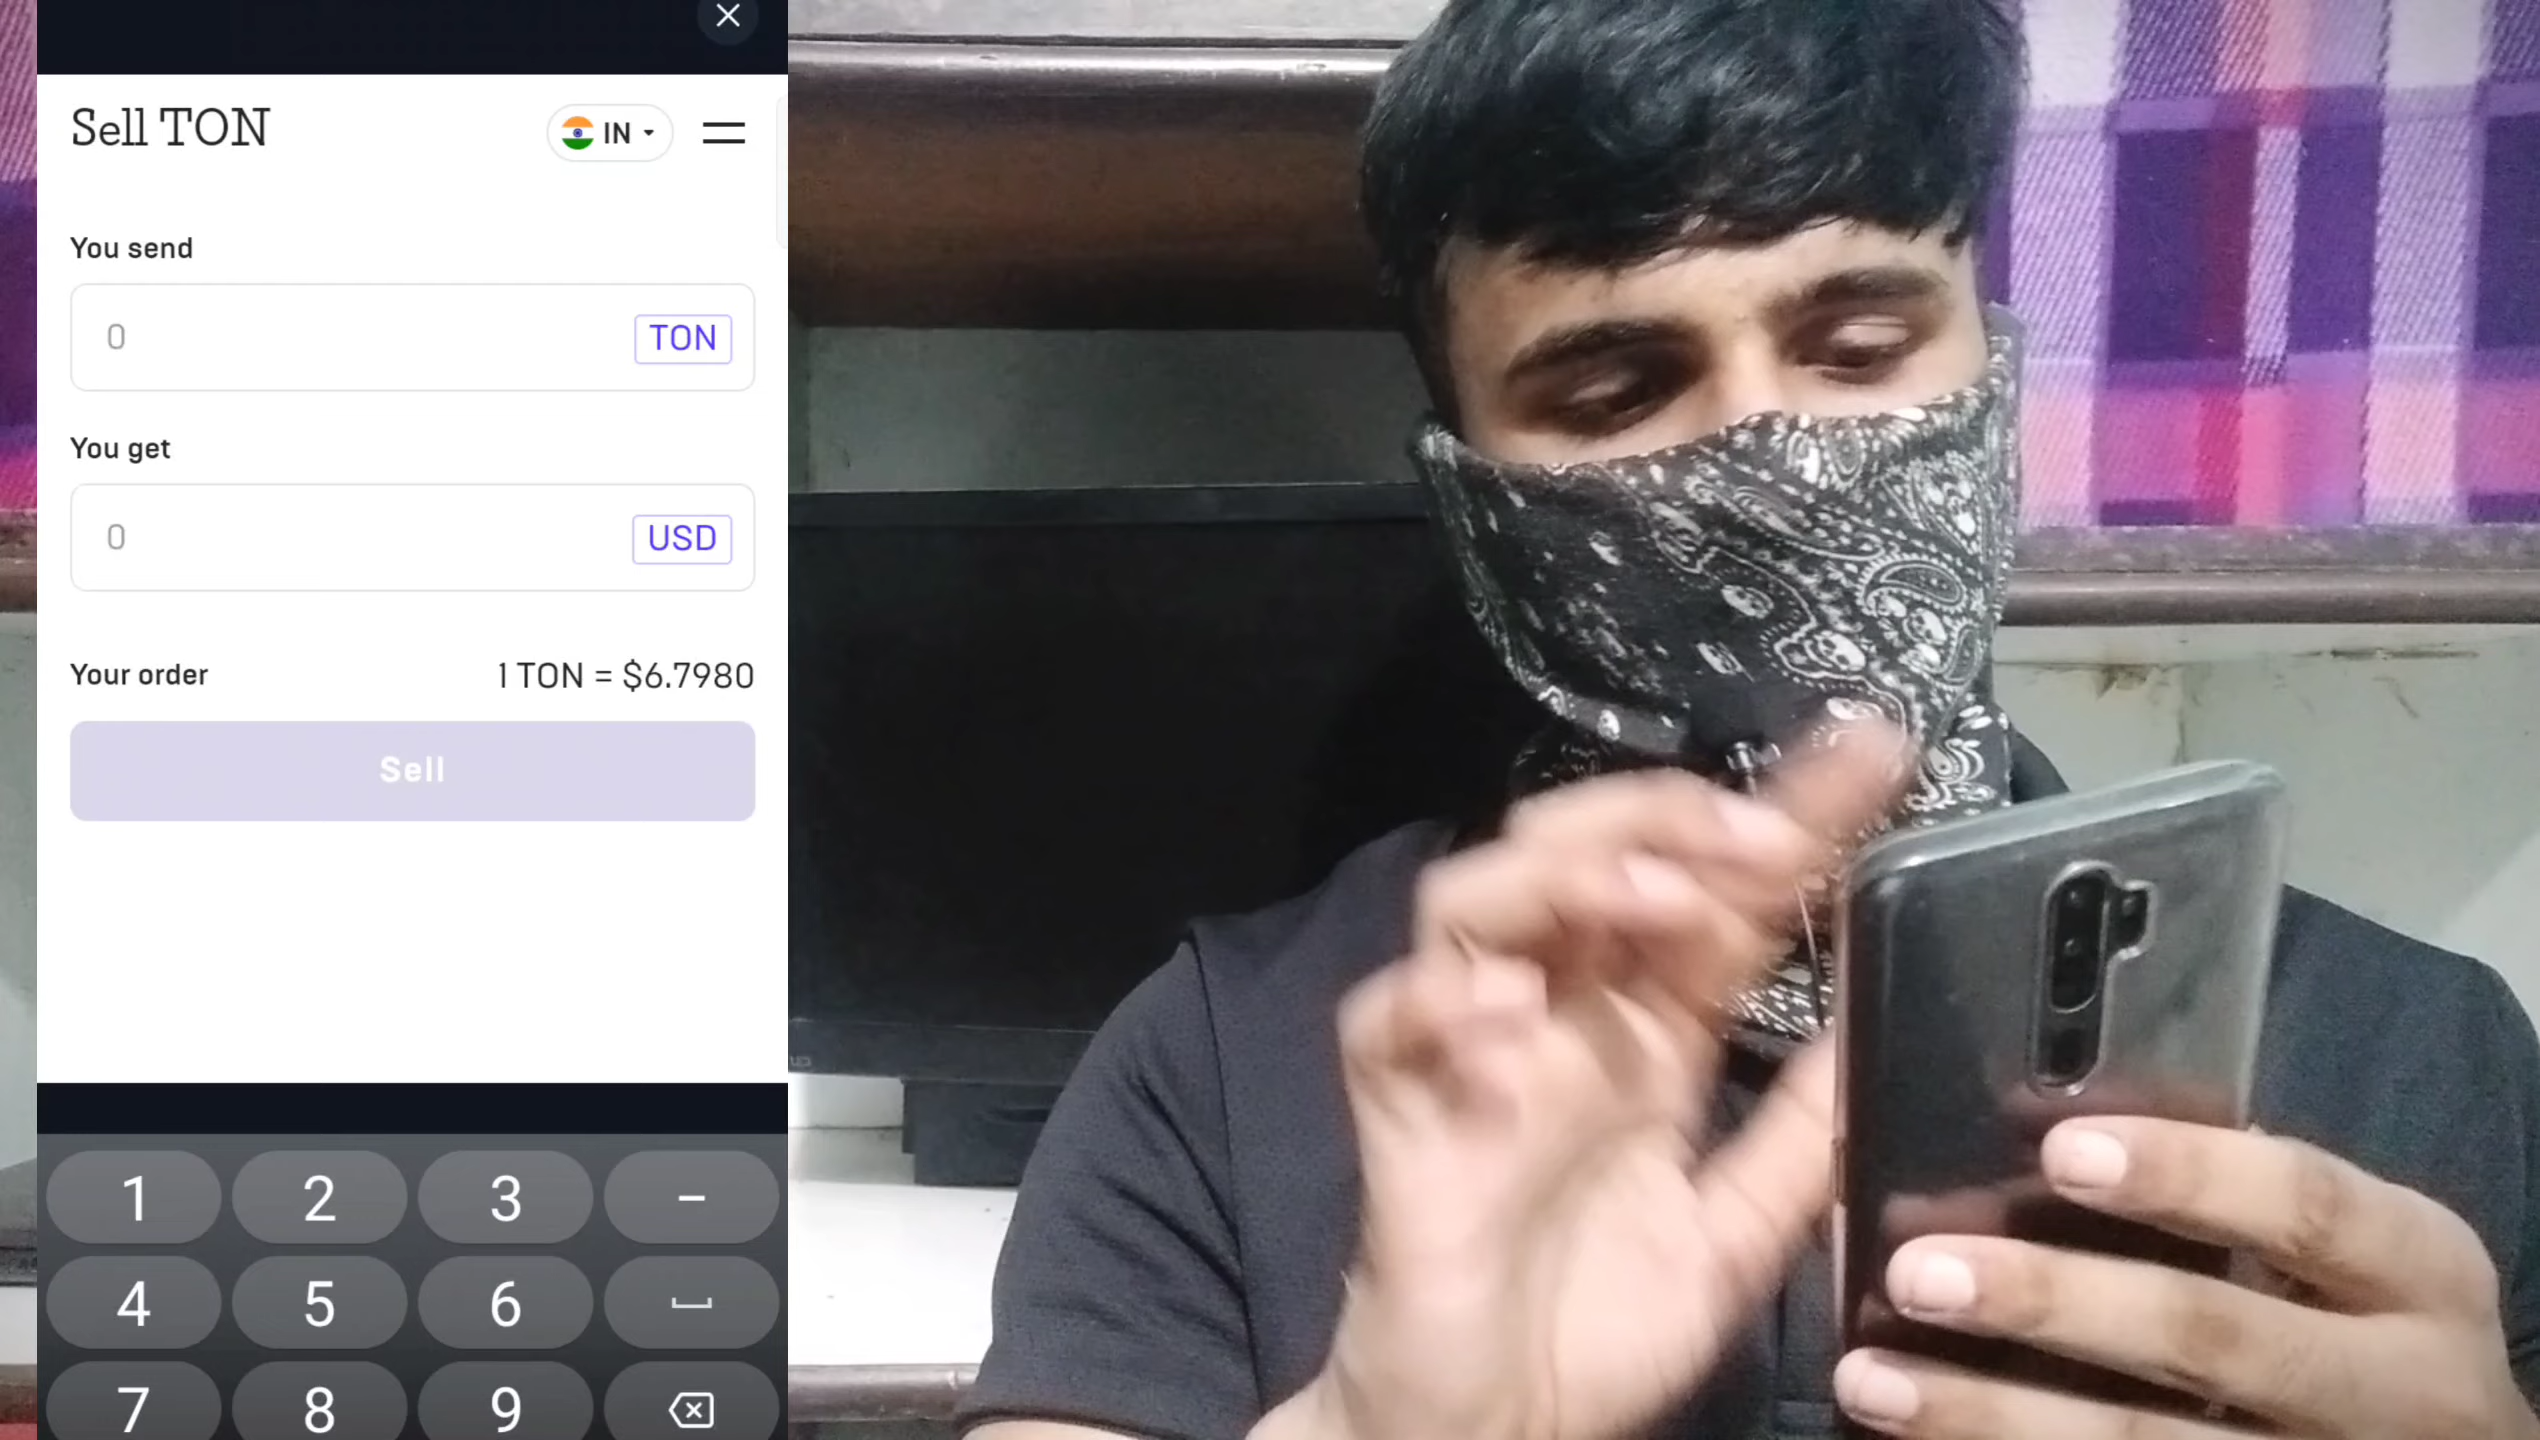 Sell TON
IN
You send
0 TON
You get
0 USD
Your order 1 TON = $6.7980
Sell
1 2 3 -
4 5 6
7 8 9